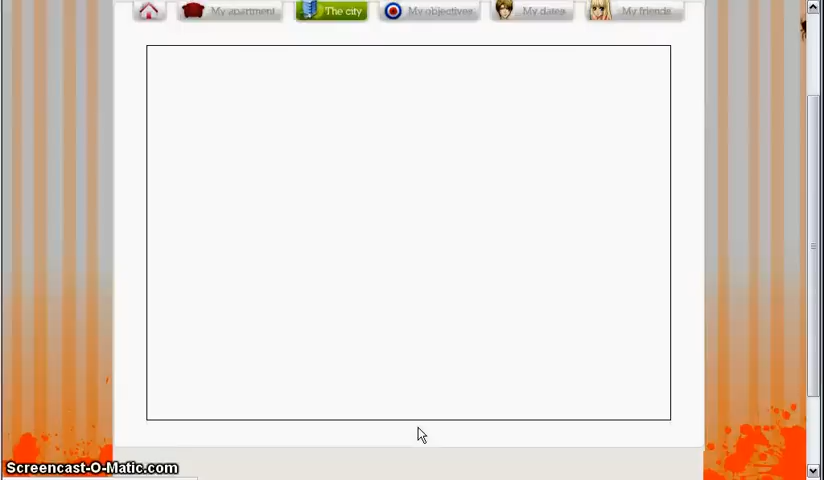 My apartment The city My objectives My dates My friends
Screencast-O-Matic.com